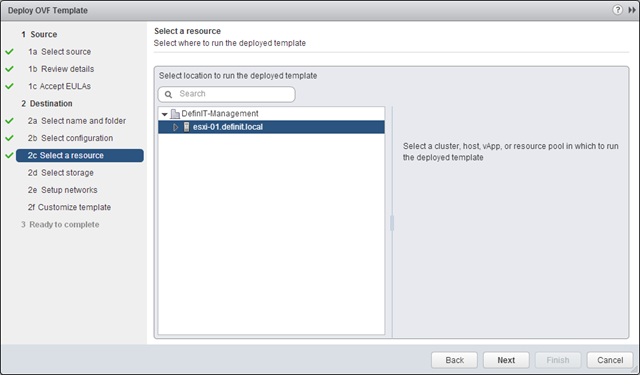 Deploy OVF Template
1 Source
1a Select source
1b Review details
1c Accept EULAs
2 Destination
2a Select name and folder
2b Select configuration
2c Select a resource
2d Select storage
2e Setup networks
2f Customize template
3 Ready to complete
Select a resource
Select where to run the deployed template
Select location to run the deployed template
Search
DefinIT-Management
esxi-01.definit.local
Select a cluster, host, vApp, or resource pool in which to run
the deployed template
Back
Next
Finish
Cancel